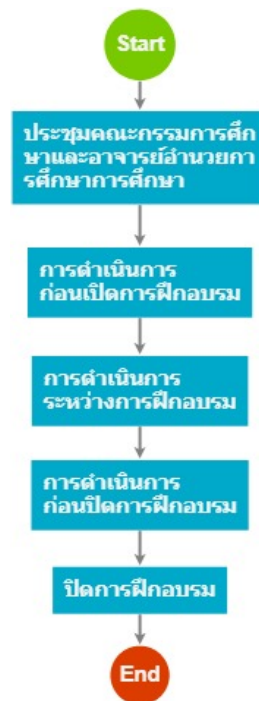 Start
ประชุมคณะกรรมการศึก
ษาและอาจารย์อำนวยกา
รศึกษาการศึกษา
การดำเนินการ
ก่อนเปิดการฝึกอบรม
การดำเนินการ
ระหว่างการฝึกอบรม
การดำเนินการ
ก่อนปิดการฝึกอบรม
ปิดการฝึกอบรม
End